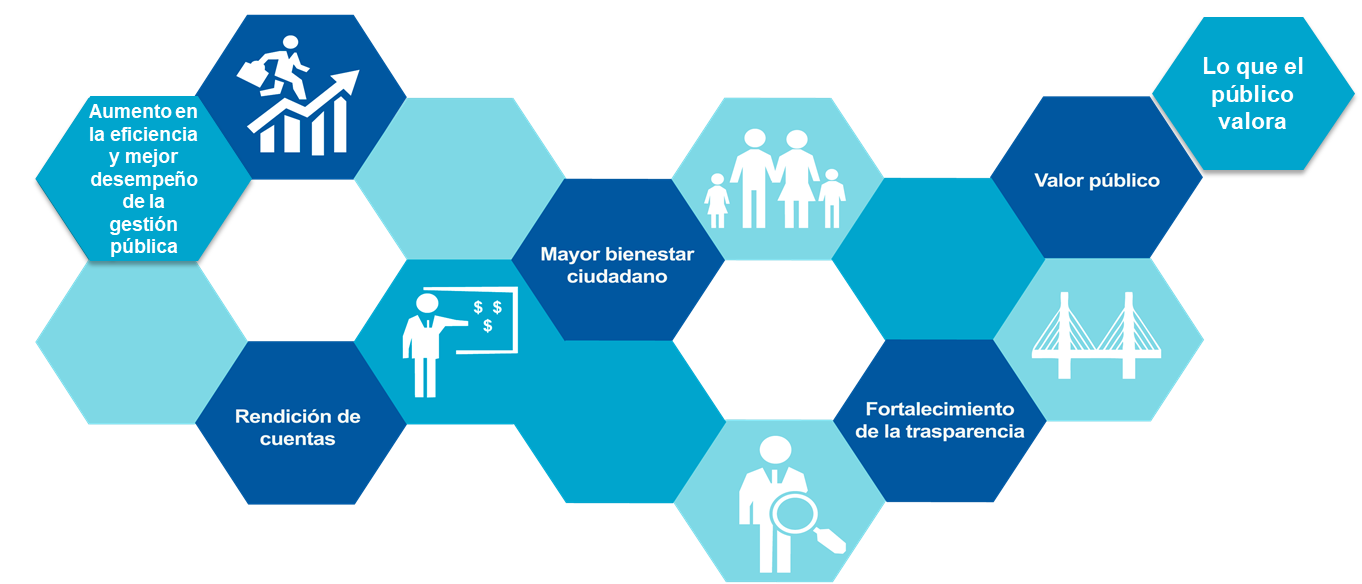 Aumento en
la eficiencia
y mejor
desempeño
de la
gestión
pública
$ $
$
Rendición de
cuentas
Mayor bienestar
ciudadano
Fortalecimiento
de la trasparencia
Valor público
Lo que el
público
valora